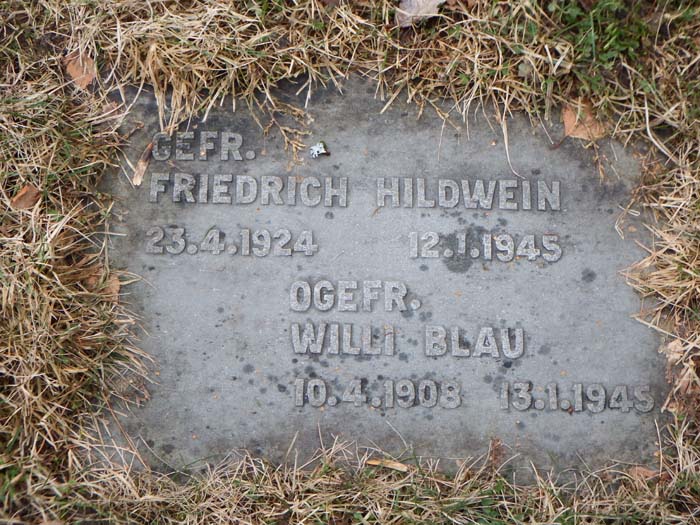 GEFR.
FRIEDRICH HILDWEIN
23.4.1924 12.1.1945
OGEFR.
WILLI BLAU
10.4.1908 13.1.1945